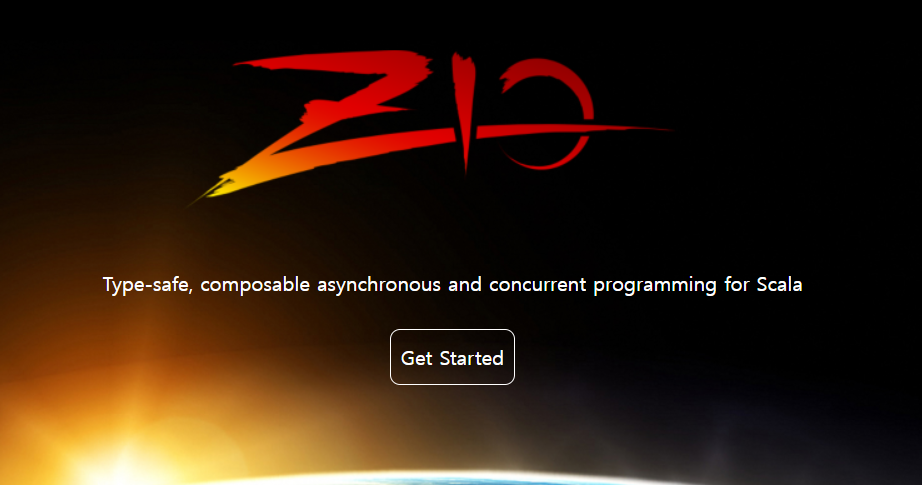 ZIO
Type-safe, composable asynchronous and concurrent programming for Scala
Get Started